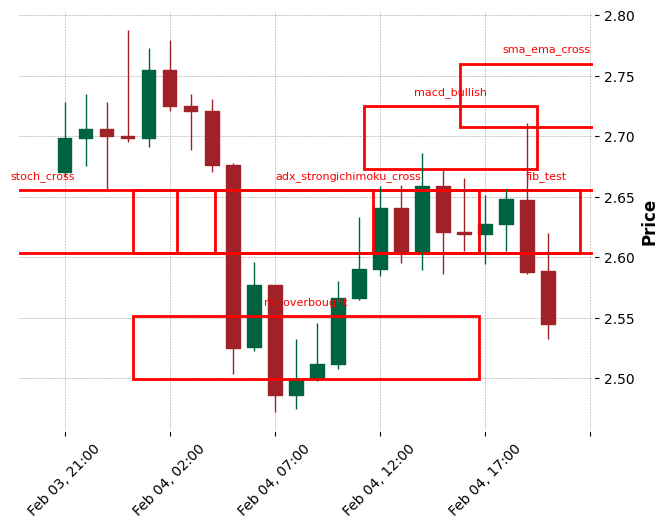 2.80
sma_ema_cross
2.75
macd_bullish
2.70
stoch_cross
adx_strong
ichimoku_cross
fib_test
2.65
Price
2.60
overbought
2.55
2.50
Feb 03, 21:00
Feb 04, 02:00
Feb 04, 07:00
Feb 04, 12:00
Feb 04, 17:00